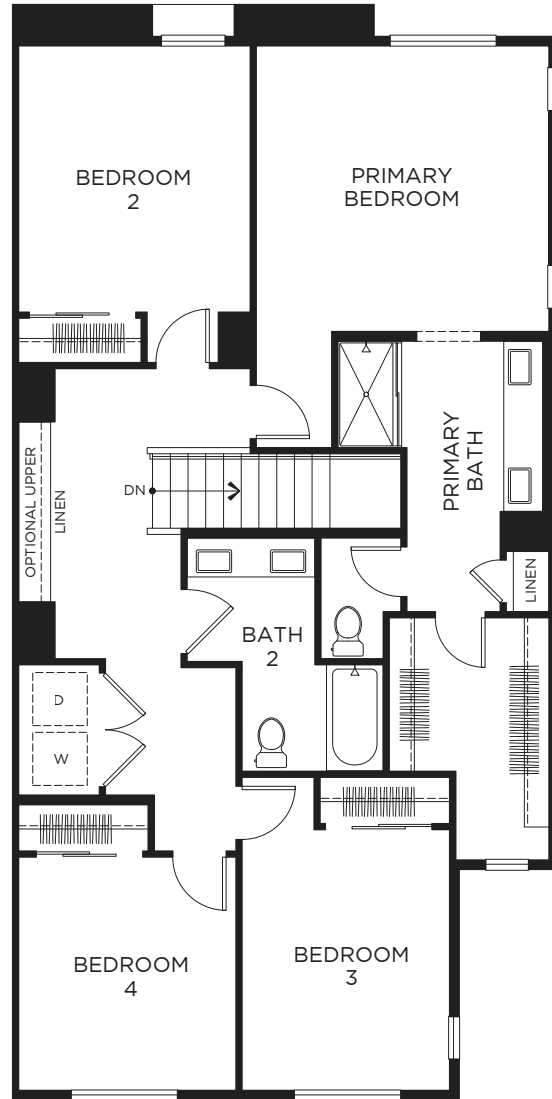 BEDROOM
2
PRIMARY
BEDROOM
PRIMARY
BATH
OPTIONAL UPPER
LINEN
DN
LINEN
BATH
2
D
W
BEDROOM
4
BEDROOM
3